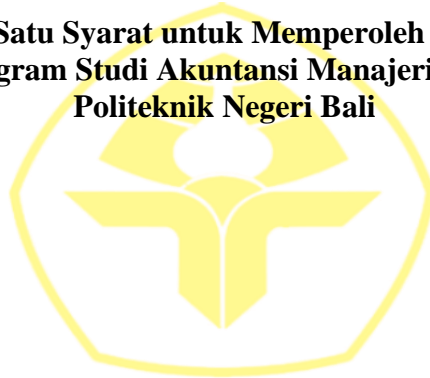 Satu Syarat untuk Memperoleh
gram Studi Akuntansi Manajeri
Politeknik Negeri Bali